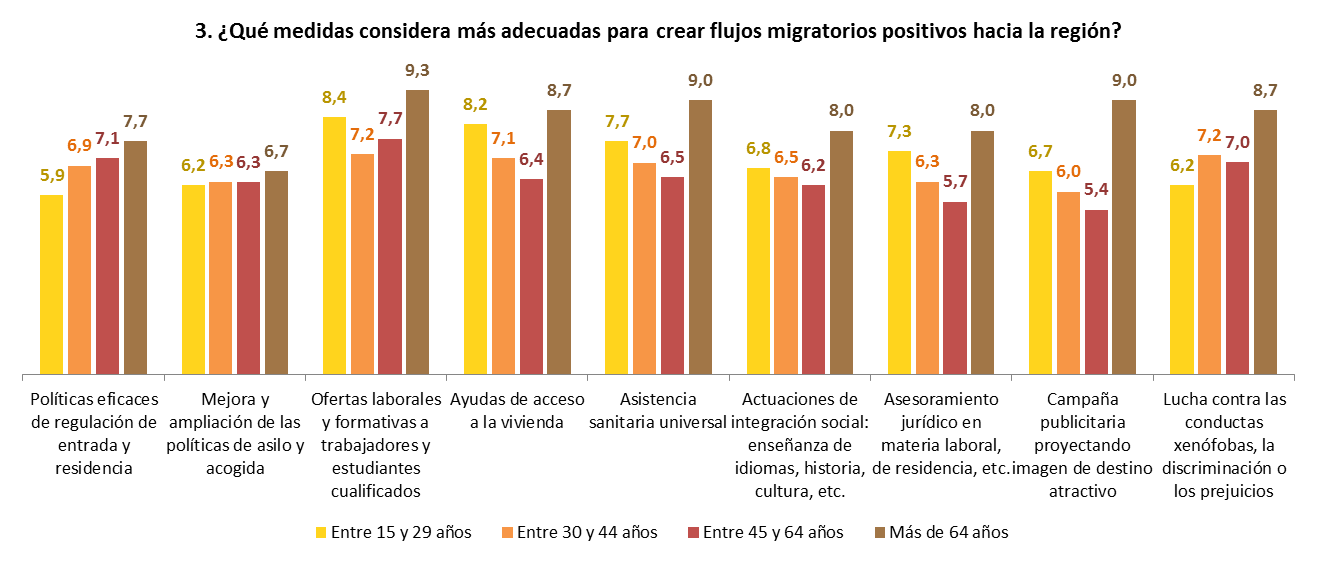 3. ¿Qué medidas considera más adecuadas para crear flujos migratorios positivos hacia la región?
5,9
6,9
7,1
7,7
6,2
6,3
6,3
6,7
8,4
7,2
7,7
9,3
8,2
7,1
6,4
8,7
7,7
7,0
6,5
9,0
6,8
6,5
6,2
8,0
7,3
6,3
5,7
8,0
6,7
6,0
5,4
9,0
6,2
7,2
7,0
8,7
Políticas eficaces
de regulación de
entrada y
residencia
Mejora y
ampliación de las
políticas de asilo y
acogida
Ofertas laborales
y formativas a
trabajadores y
estudiantes
cualificados
Ayudas de acceso
a la vivienda
Asistencia
sanitaria universal
Actuaciones de
integración social:
enseñanza de
idiomas, historia,
cultura, etc.
Asesoramiento
jurídico en
materia laboral,
de residencia, etc.
Campaña
publicitaria
proyectando
imagen de destino
atractivo
Lucha contra las
conductas
xenófobas, la
discriminación o
los prejuicios
Entre 15 y 29 años
Entre 30 y 44 años
Entre 45 y 64 años
Más de 64 años